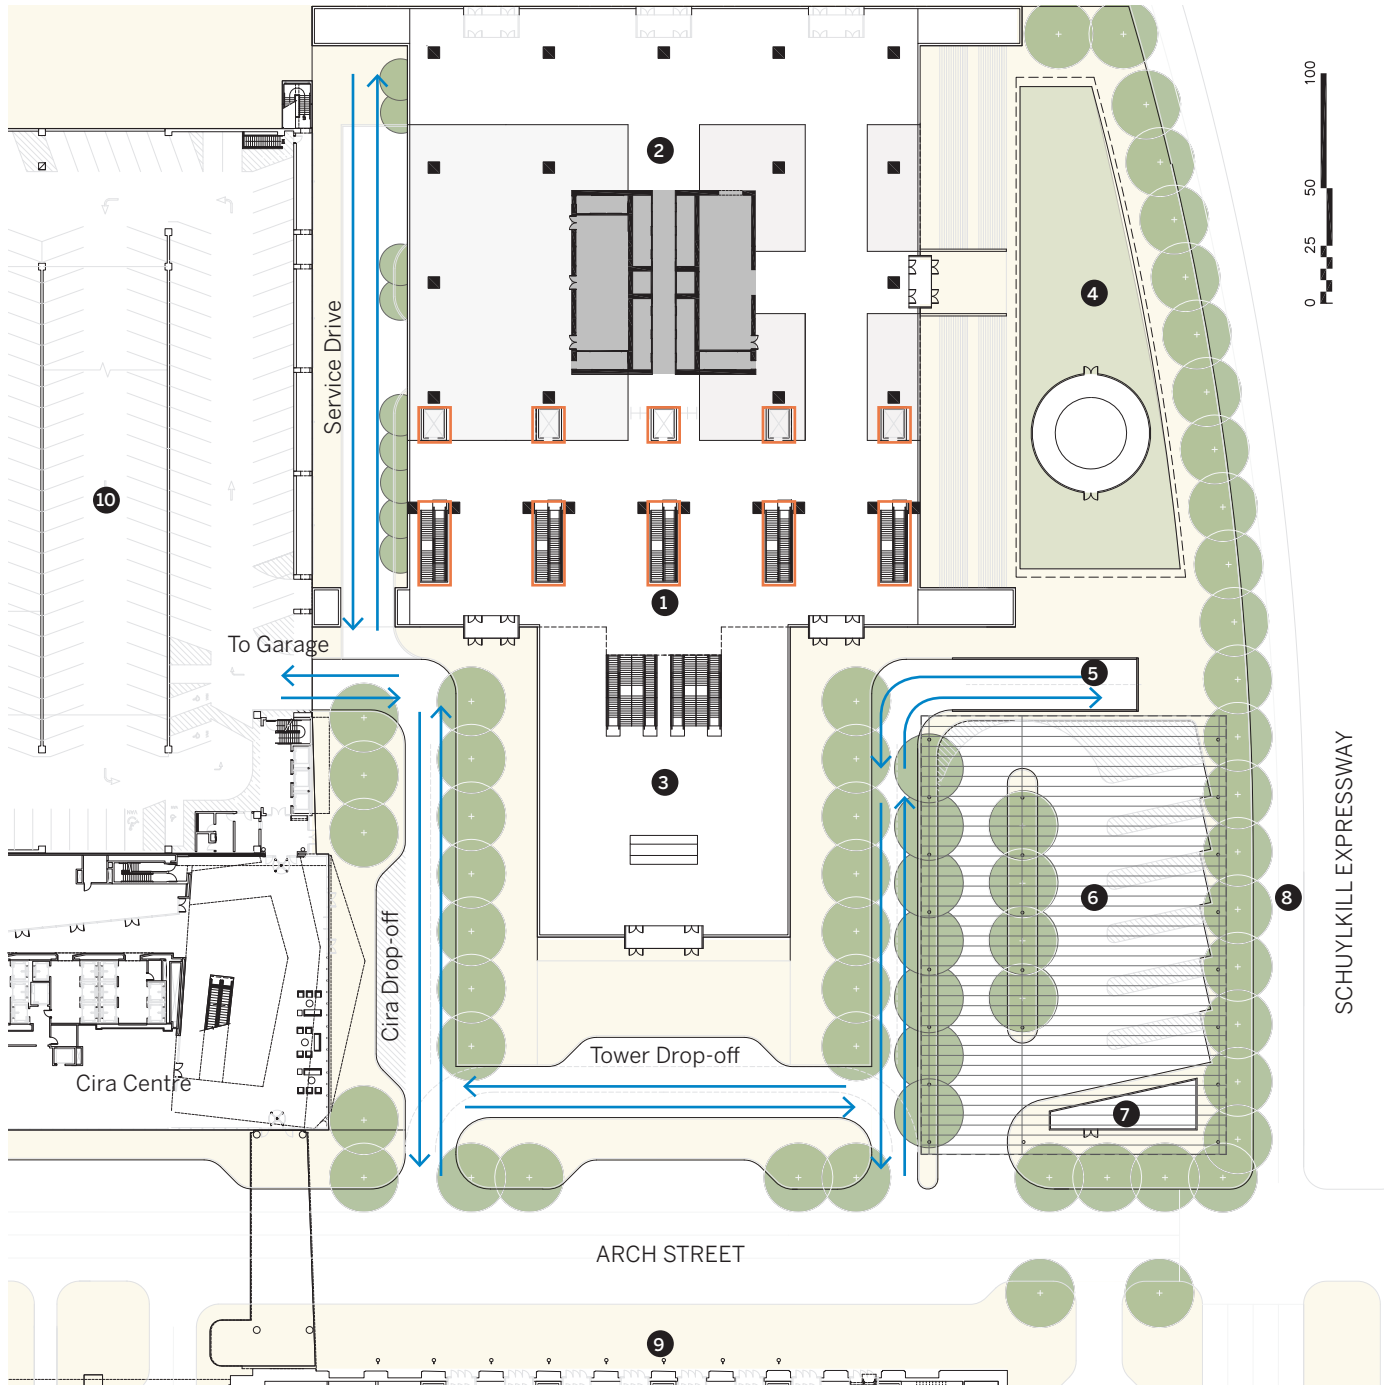 100
50
25
0
2
4
Service Drive
10
1
To Garage
5
3
6
8
SCHUYLKILL EXPRESSWAY
Cira Drop-off
Tower Drop-off
Cira Centre
7
ARCH STREET
9